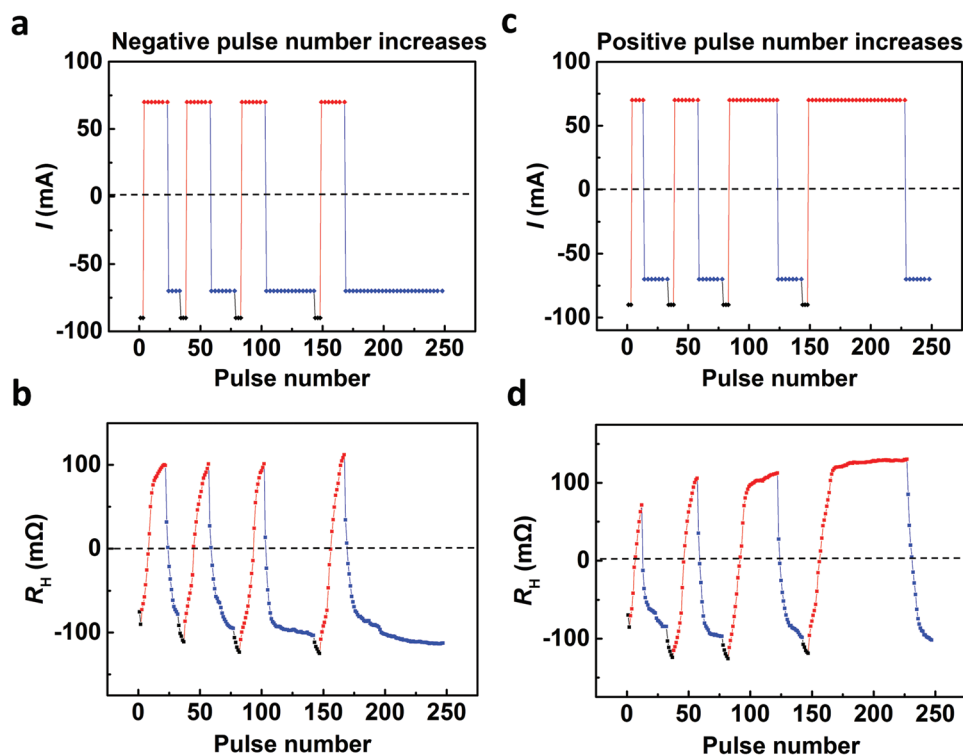 a
Negative pulse number increases
100
50
0
-50
-100
I (mA)
0 50 100 150 200 250
Pulse number
c
Positive pulse number increases
100
50
0
-50
-100
I (mA)
0 50 100 150 200 250
Pulse number
b
100
0
-100
RH (mΩ)
0 50 100 150 200 250
Pulse number
d
100
0
-100
RH (mΩ)
0 50 100 150 200 250
Pulse number